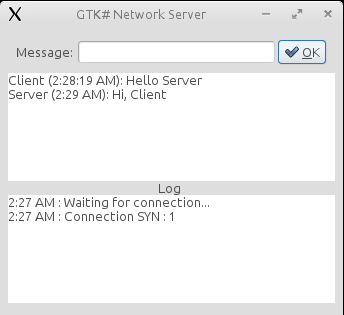 GTK# Network Server
Message:
OK
Client (2:28:19 AM): Hello Server
Server (2:29 AM): Hi, Client
Log
2:27 AM : Waiting for connection...
2:27 AM : Connection SYN : 1